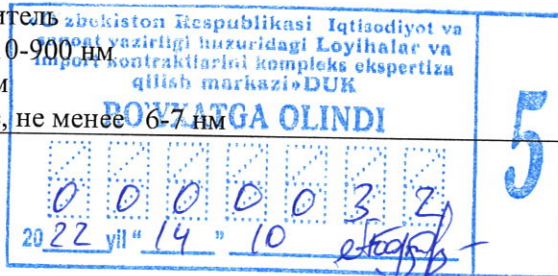 итель
O'zbekiston Respublikasi Iqtisodiyot va
0-900 нм
sanoat yazirligi huzuridagi Loyihalar va
import kontraktlarini kompleks ekspertiza
м
qilish markazi» DUK
, не менее 6-7 нм
RO'YXATGA OLINDI
5
0 0 0 0 0 3 2
2022 yil "14" 10